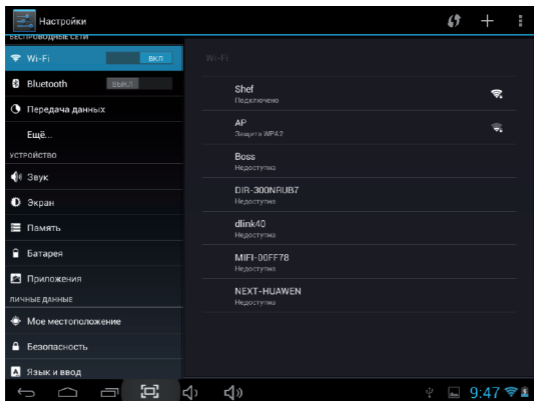 Настройки
БЕСПРОВОДНЫЕ СЕТИ
Wi-Fi
ВКЛ
Bluetooth
ВЫКЛ
Передача данных
Ещё...
УСТРОЙСТВО
Звук
Экран
Память
Батарея
Приложения
ЛИЧНЫЕ ДАННЫЕ
Мое местоположение
Безопасность
Язык и ввод
Wi-Fi
Shef
Подключено
AP
Защита WPA2
Boss
Недоступна
DIR-300NRUB7
Недоступна
dlink40
Недоступна
MIFI-00FF78
Недоступна
NEXT-HUAWEN
Недоступна
9:47